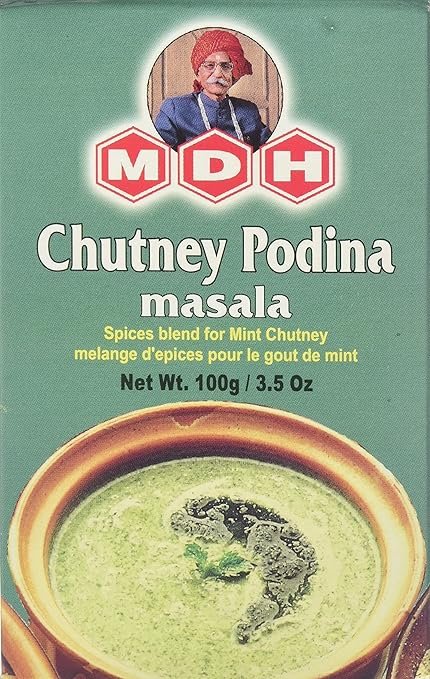 MDH
Chutney Podina
masala
Spices blend for Mint Chutney
melange d'epices pour le gout de mint
Net Wt. 100g / 3.5 Oz